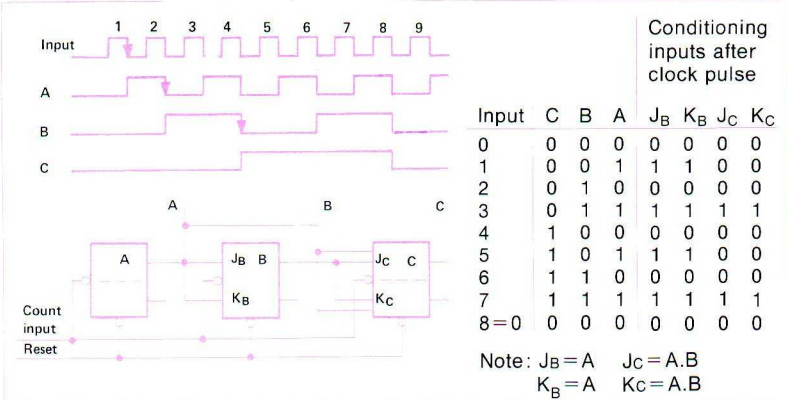 1 2 3 4 5 6 7 8 9
Input
A
B
C
A B C
A
J_B B
K_B
J_C C
K_C
Count
input
Reset
Conditioning
inputs after
clock pulse
Input C B A J_B K_B J_C K_C
0 0 0 0 0 0 0 0
1 0 0 1 1 1 0 0
2 0 1 0 0 0 0 0
3 0 1 1 1 1 1 1
4 1 0 0 0 0 0 0
5 1 0 1 1 1 0 0
6 1 1 0 0 0 0 0
7 1 1 1 1 1 1 1
8=0 0 0 0 0 0 0 0
Note: J_B=A J_C=A.B
K_B=A K_C=A.B